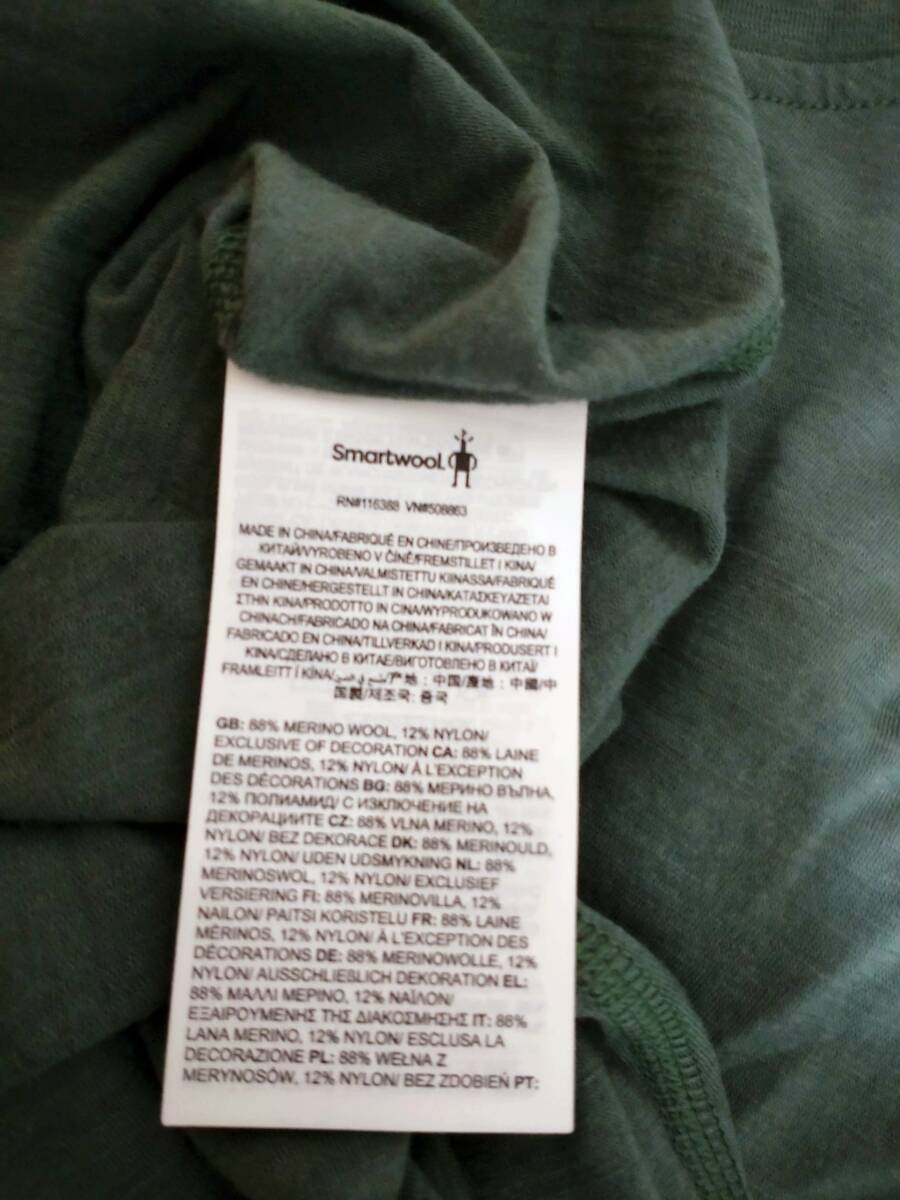 Smartwool
RN#116388 VN#508863
MADE IN CHINA/FABRIQUÉ EN CHINE/ПРОИЗВЕДЕНО В
КИТАЙ/VYROBENO V ČÍNĚ/FREMSTILLET I KINA/
GEMAAKT IN CHINA/VALMISTETTU KIINASSA/FABRIQUÉ
EN CHINE/HERGESTELLT IN CHINA/ΚΑΤΑΣΚΕΥΑΖΕΤΑΙ
ΣΤΗΝ ΚΙΝΑ/PRODOTTO IN CINA/WYPRODUKOWANO W
CHINACH/FABRICADO NA CHINA/FABRICAT ÎN CHINA/
FABRICADO EN CHINA/TILLVERKAD I KINA/PRODUSERT I
KINA/СДЕЛАНО В КИТАЕ/ВИГОТОВЛЕНО В КИТАЇ/
FRAMLEITT Í KÍNA/产地：中国/產地：中國/中
国製/제조국: 중국
GB: 88% MERINO WOOL, 12% NYLON/
EXCLUSIVE OF DECORATION CA: 88% LAINE
DE MERINOS, 12% NYLON/ À L'EXCEPTION
DES DÉCORATIONS BG: 88% МЕРИНО ВЪЛНА,
12% ПОЛИАМИД/ С ИЗКЛЮЧЕНИЕ НА
ДЕКОРАЦИИТЕ CZ: 88% VLNA MERINO, 12%
NYLON/ BEZ DEKORACE DK: 88% MERINOULD,
12% NYLON/ UDEN UDSMYKNING NL: 88%
MERINOSWOL, 12% NYLON/ EXCLUSIEF
VERSIERING FI: 88% MERINOVILLA, 12%
NAILON/ PAITSI KORISTELU FR: 88% LAINE
MÉRINOS, 12% NYLON/ À L'EXCEPTION DES
DÉCORATIONS DE: 88% MERINOWOLLE, 12%
NYLON/ AUSSCHLIEBLICH DEKORATION EL:
88% ΜΑΛΛΙ ΜΕΡΙΝΟ, 12% ΝΑΪΛΟΝ/
ΕΞΑΙΡΟΥΜΕΝΗΣ ΤΗΣ ΔΙΑΚΟΣΜΗΣΗΣ IT: 88%
LANA MERINO, 12% NYLON/ ESCLUSA LA
DECORAZIONE PL: 88% WEŁNA Z
MERYNOSÓW, 12% NYLON/ BEZ ZDOBIEŃ PT: